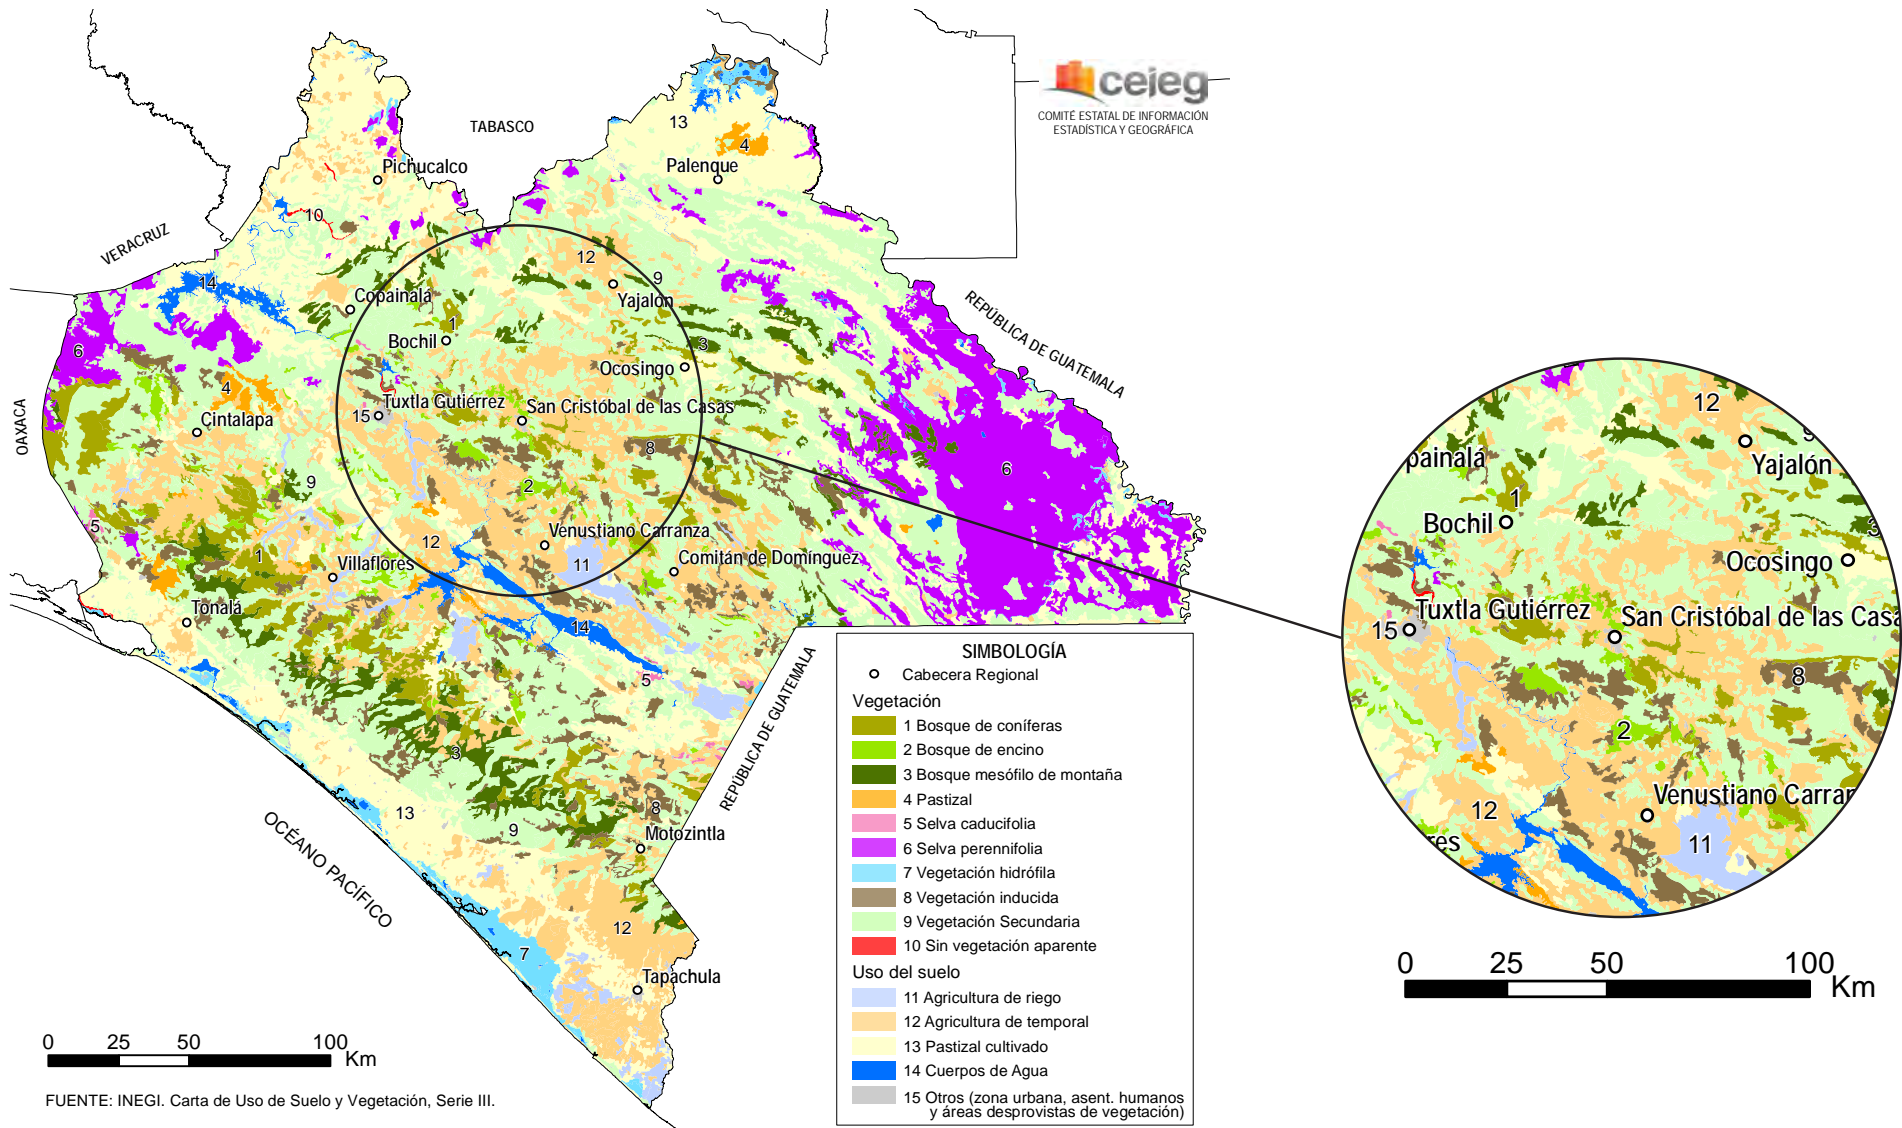 ceieg
COMITÉ ESTATAL DE INFORMACIÓN
ESTADÍSTICA Y GEOGRÁFICA
TABASCO
13
4
Palenque
Pichucalco
10
VERACRUZ
12
9
14
Copainalá
Yajalón
REPÚBLICA DE GUATEMALA
1
Bochil
3
6
Ocosingo
4
Tuxtla Gutiérrez
San Cristóbal de las Casas
15
Cintalapa
OAXACA
8
6
9
2
5
Venustiano Carranza
12
1
11
Comitán de Domínguez
Villaflores
Tonalá
14
5
REPÚBLICA DE GUATEMALA
3
13
8
9
Motozintla
OCÉANO PACÍFICO
12
7
Tapachula
0 25 50 100
Km
FUENTE: INEGI. Carta de Uso de Suelo y Vegetación, Serie III.
SIMBOLOGÍA
Cabecera Regional
Vegetación
1 Bosque de coníferas
2 Bosque de encino
3 Bosque mesófilo de montaña
4 Pastizal
5 Selva caducifolia
6 Selva perennifolia
7 Vegetación hidrófila
8 Vegetación inducida
9 Vegetación Secundaria
10 Sin vegetación aparente
Uso del suelo
11 Agricultura de riego
12 Agricultura de temporal
13 Pastizal cultivado
14 Cuerpos de Agua
15 Otros (zona urbana, asent. humanos
y áreas desprovistas de vegetación)
12
9
painalá
Yajalón
1
Bochil
3
Ocosingo
Tuxtla Gutiérrez
San Cristóbal de las Casa
15
8
2
Venustiano Carrar
12
11
res
0 25 50 100
Km